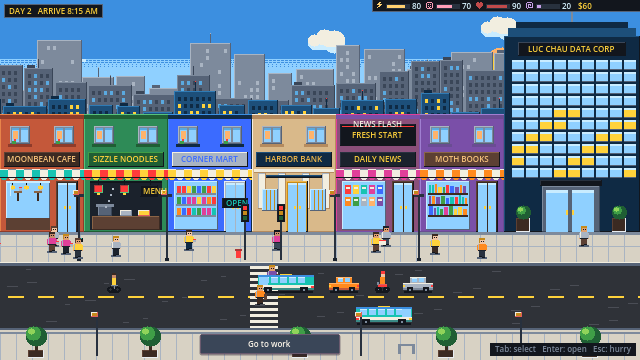 DAY 2 ARRIVE 8:15 AM
80 70 90 20 $60
LUC CHAU DATA CORP
NEWS FLASH
FRESH START
MOONBEAN CAFE
SIZZLE NOODLES
CORNER MART
HARBOR BANK
DAILY NEWS
MOTH BOOKS
MENU
OPEN
Go to work
Tab: select Enter: open Esc: hurry